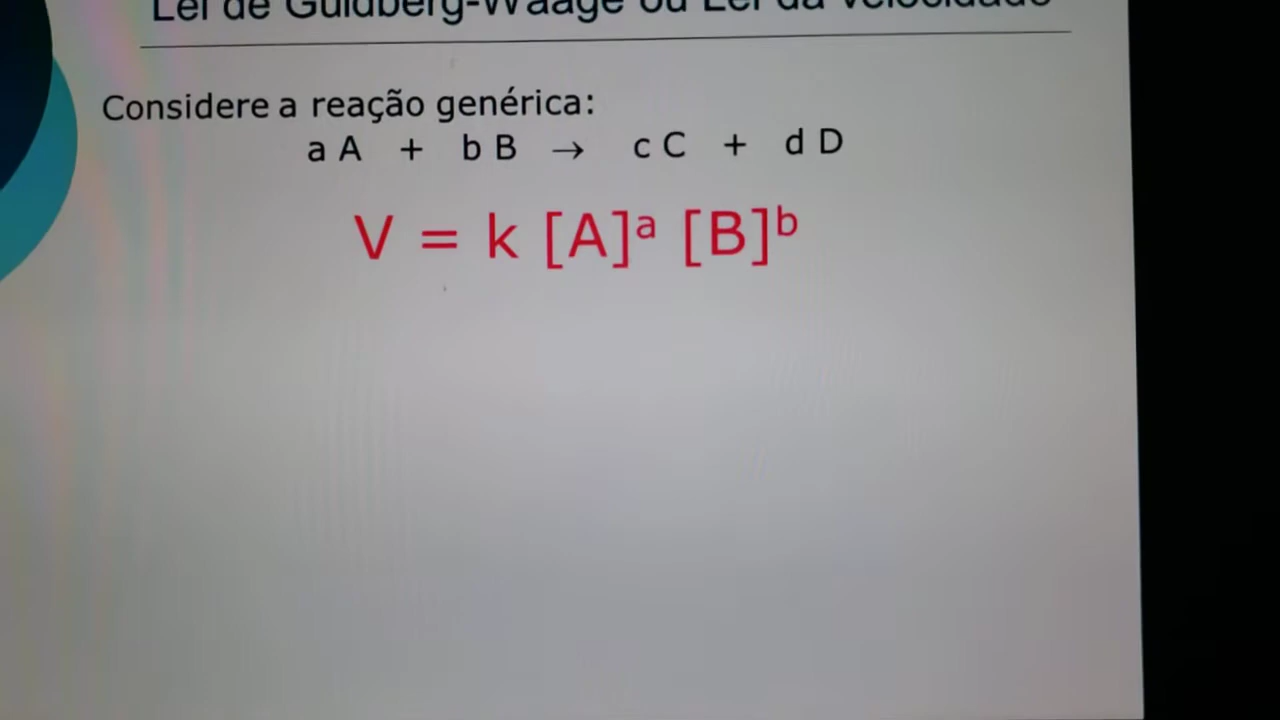 Lei de Guldberg-Waage ou Lei da Velocidade
Considere a reação genérica:
a A + b B → c C + d D
V = k [A]ᵃ [B]ᵇ